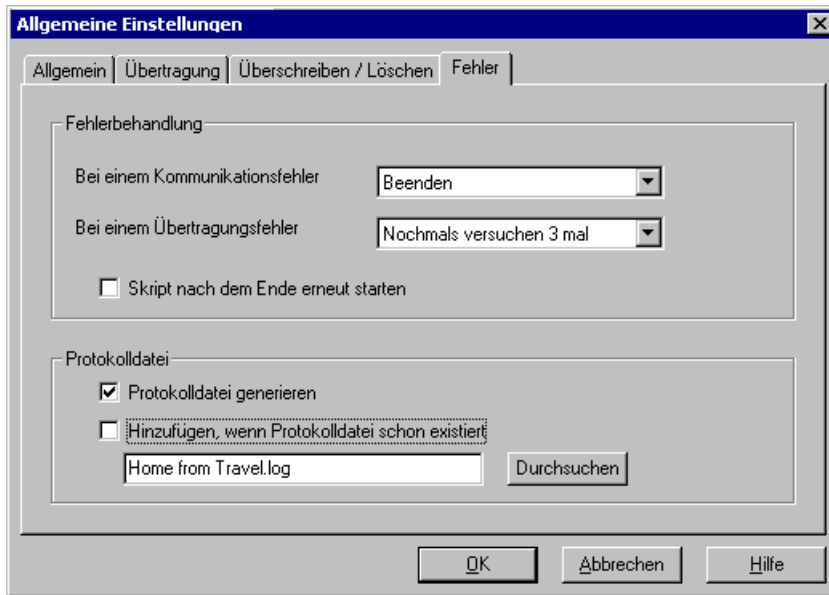 Allgemeine Einstellungen
Allgemein Übertragung Überschreiben / Löschen Fehler
Fehlerbehandlung
Bei einem Kommunikationsfehler Beenden
Bei einem Übertragungsfehler Nochmals versuchen 3 mal
Skript nach dem Ende erneut starten
Protokolldatei
Protokolldatei generieren
Hinzufügen, wenn Protokolldatei schon existiert
Home from Travel.log Durchsuchen
OK Abbrechen Hilfe